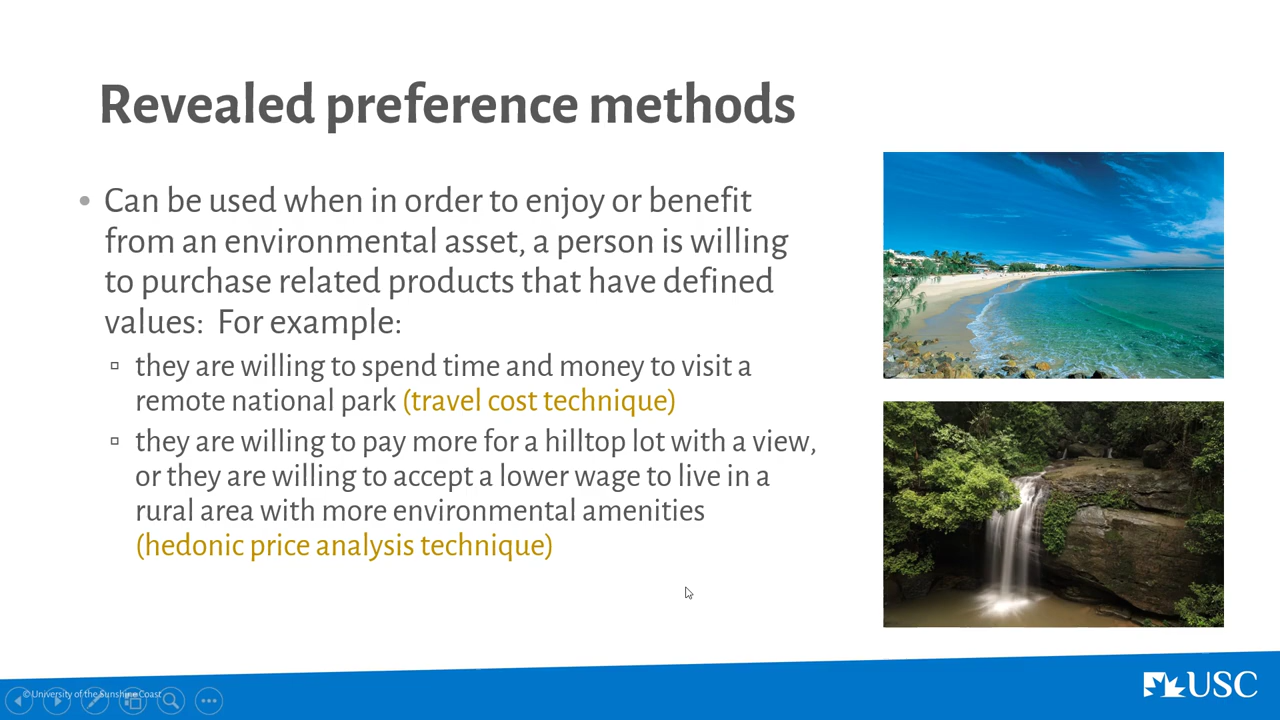 Revealed preference methods
• Can be used when in order to enjoy or benefit
from an environmental asset, a person is willing
to purchase related products that have defined
values:  For example:
▫ they are willing to spend time and money to visit a
remote national park (travel cost technique)
▫ they are willing to pay more for a hilltop lot with a view,
or they are willing to accept a lower wage to live in a
rural area with more environmental amenities
(hedonic price analysis technique)
© University of the Sunshine Coast
USC